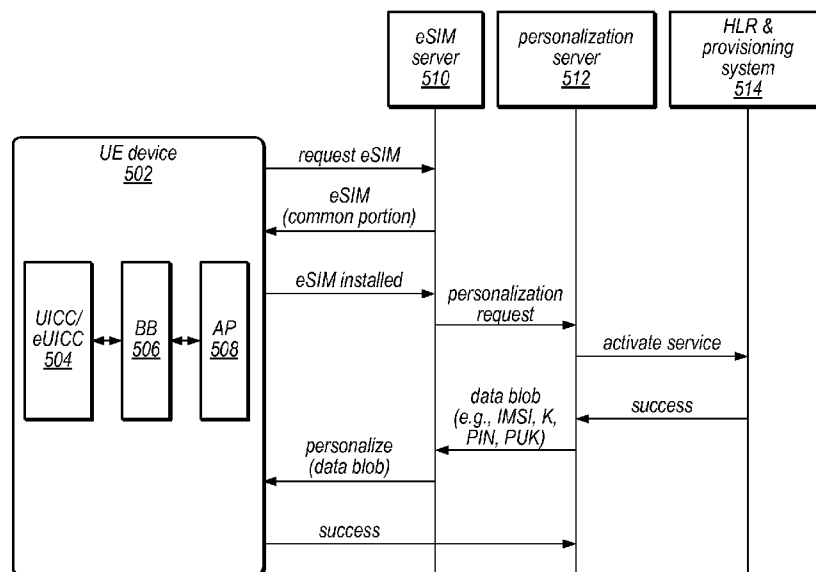 eSIM
server
510
personalization
server
512
HLR &
provisioning
system
514
UE device
502
request eSIM
eSIM
(common portion)
eSIM installed
personalization
request
UICC/
eUICC
504
BB
506
AP
508
activate service
data blob
(e.g., IMSI, K,
PIN, PUK)
success
personalize
(data blob)
success